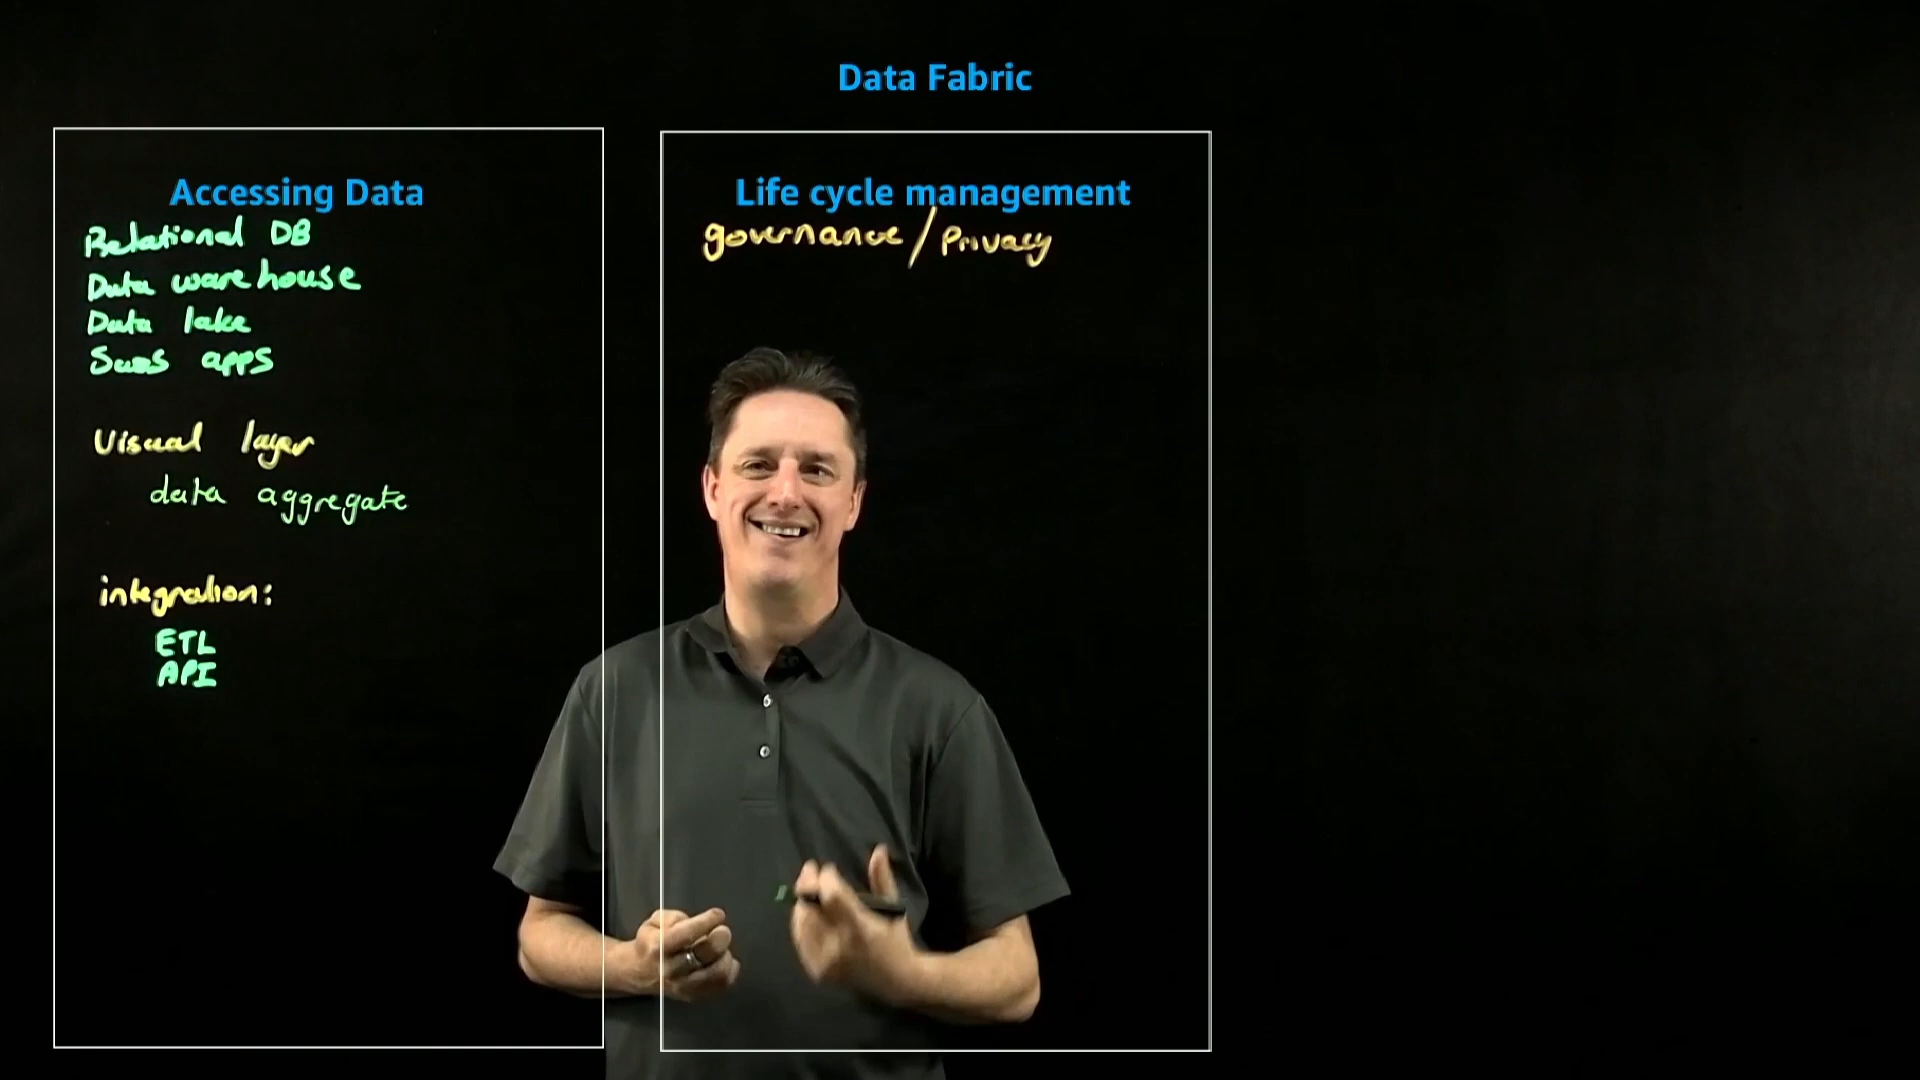 Data Fabric
Accessing Data
Relational DB
Data warehouse
Data lake
SaaS apps
Visual layer
data aggregate
integration:
ETL
API
Life cycle management
governance/privacy